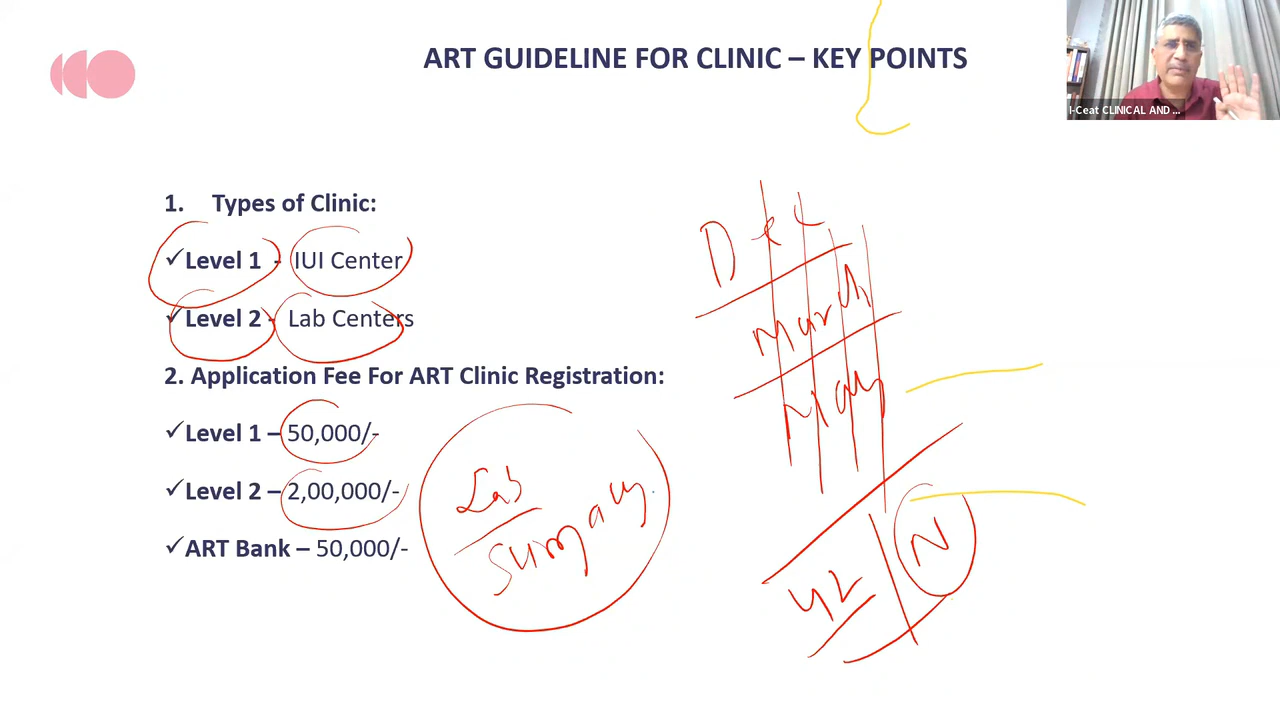 ART GUIDELINE FOR CLINIC – KEY POINTS
I-Ceat CLINICAL AND ...
1. Types of Clinic:
✓Level 1 - IUI Center
✓Level 2 - Lab Centers
2. Application Fee For ART Clinic Registration:
✓Level 1 – 50,000/-
✓Level 2 – 2,00,000/-
✓ART Bank – 50,000/-
Lab
Dec
March
May
N